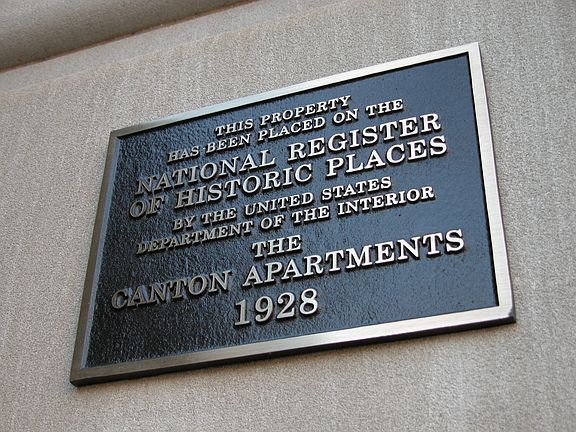 THIS PROPERTY
HAS BEEN PLACED ON THE
NATIONAL REGISTER
OF HISTORIC PLACES
BY THE UNITED STATES
DEPARTMENT OF THE INTERIOR
THE
CANTON APARTMENTS
1928